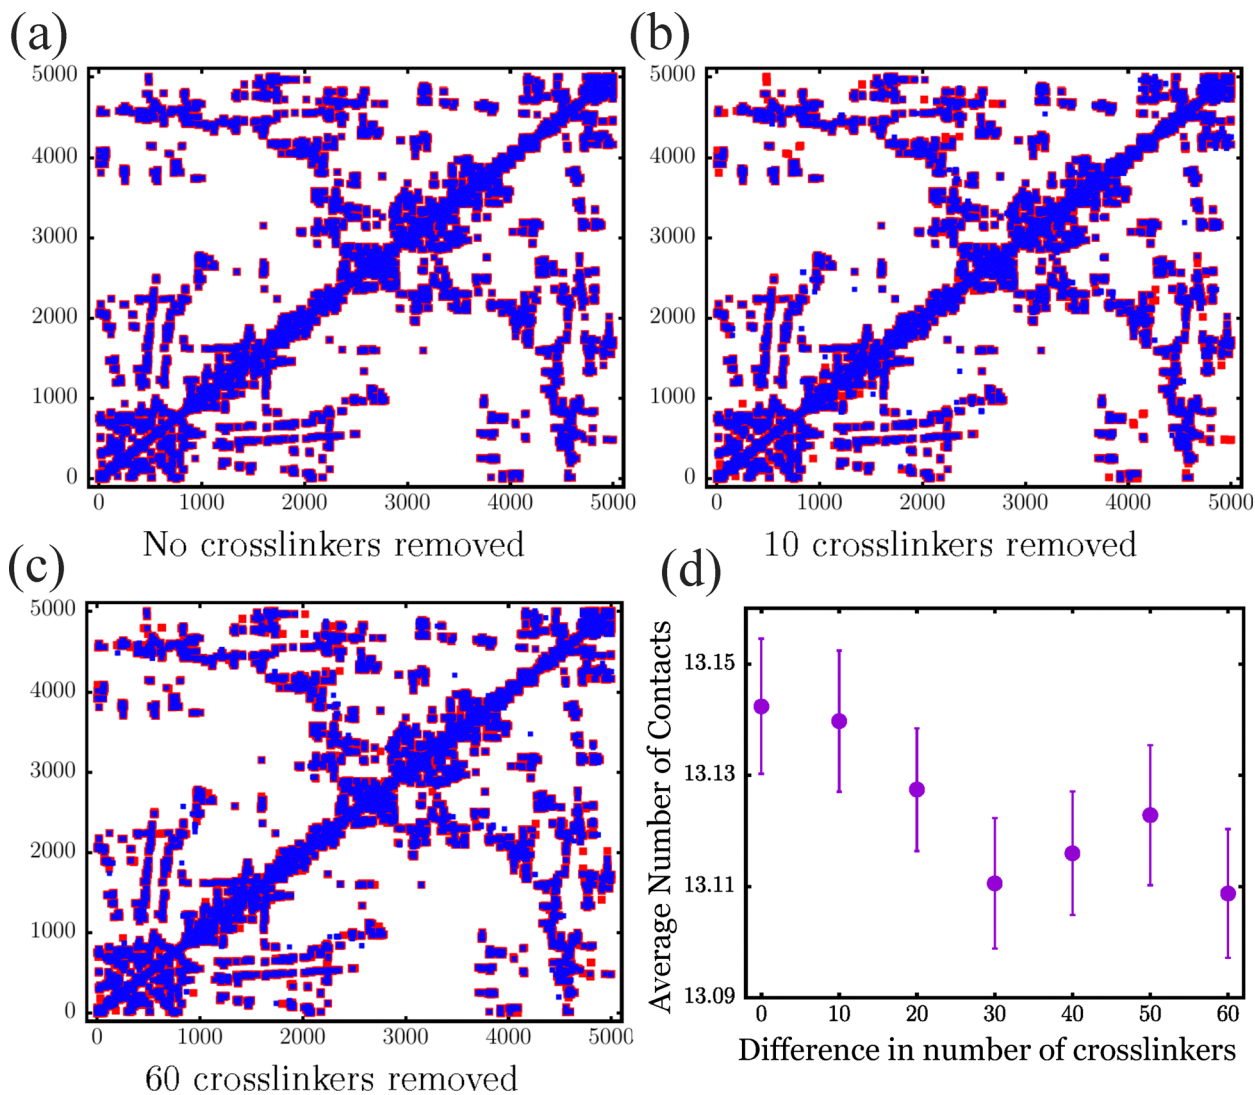 (a)
5000
4000
3000
2000
1000
0
0 1000 2000 3000 4000 5000
No crosslinkers removed
(b)
5000
4000
3000
2000
1000
0
0 1000 2000 3000 4000 5000
10 crosslinkers removed
(c)
5000
4000
3000
2000
1000
0
0 1000 2000 3000 4000 5000
60 crosslinkers removed
(d)
Average Number of Contacts
13.15
13.13
13.11
13.09
0 10 20 30 40 50 60
Difference in number of crosslinkers